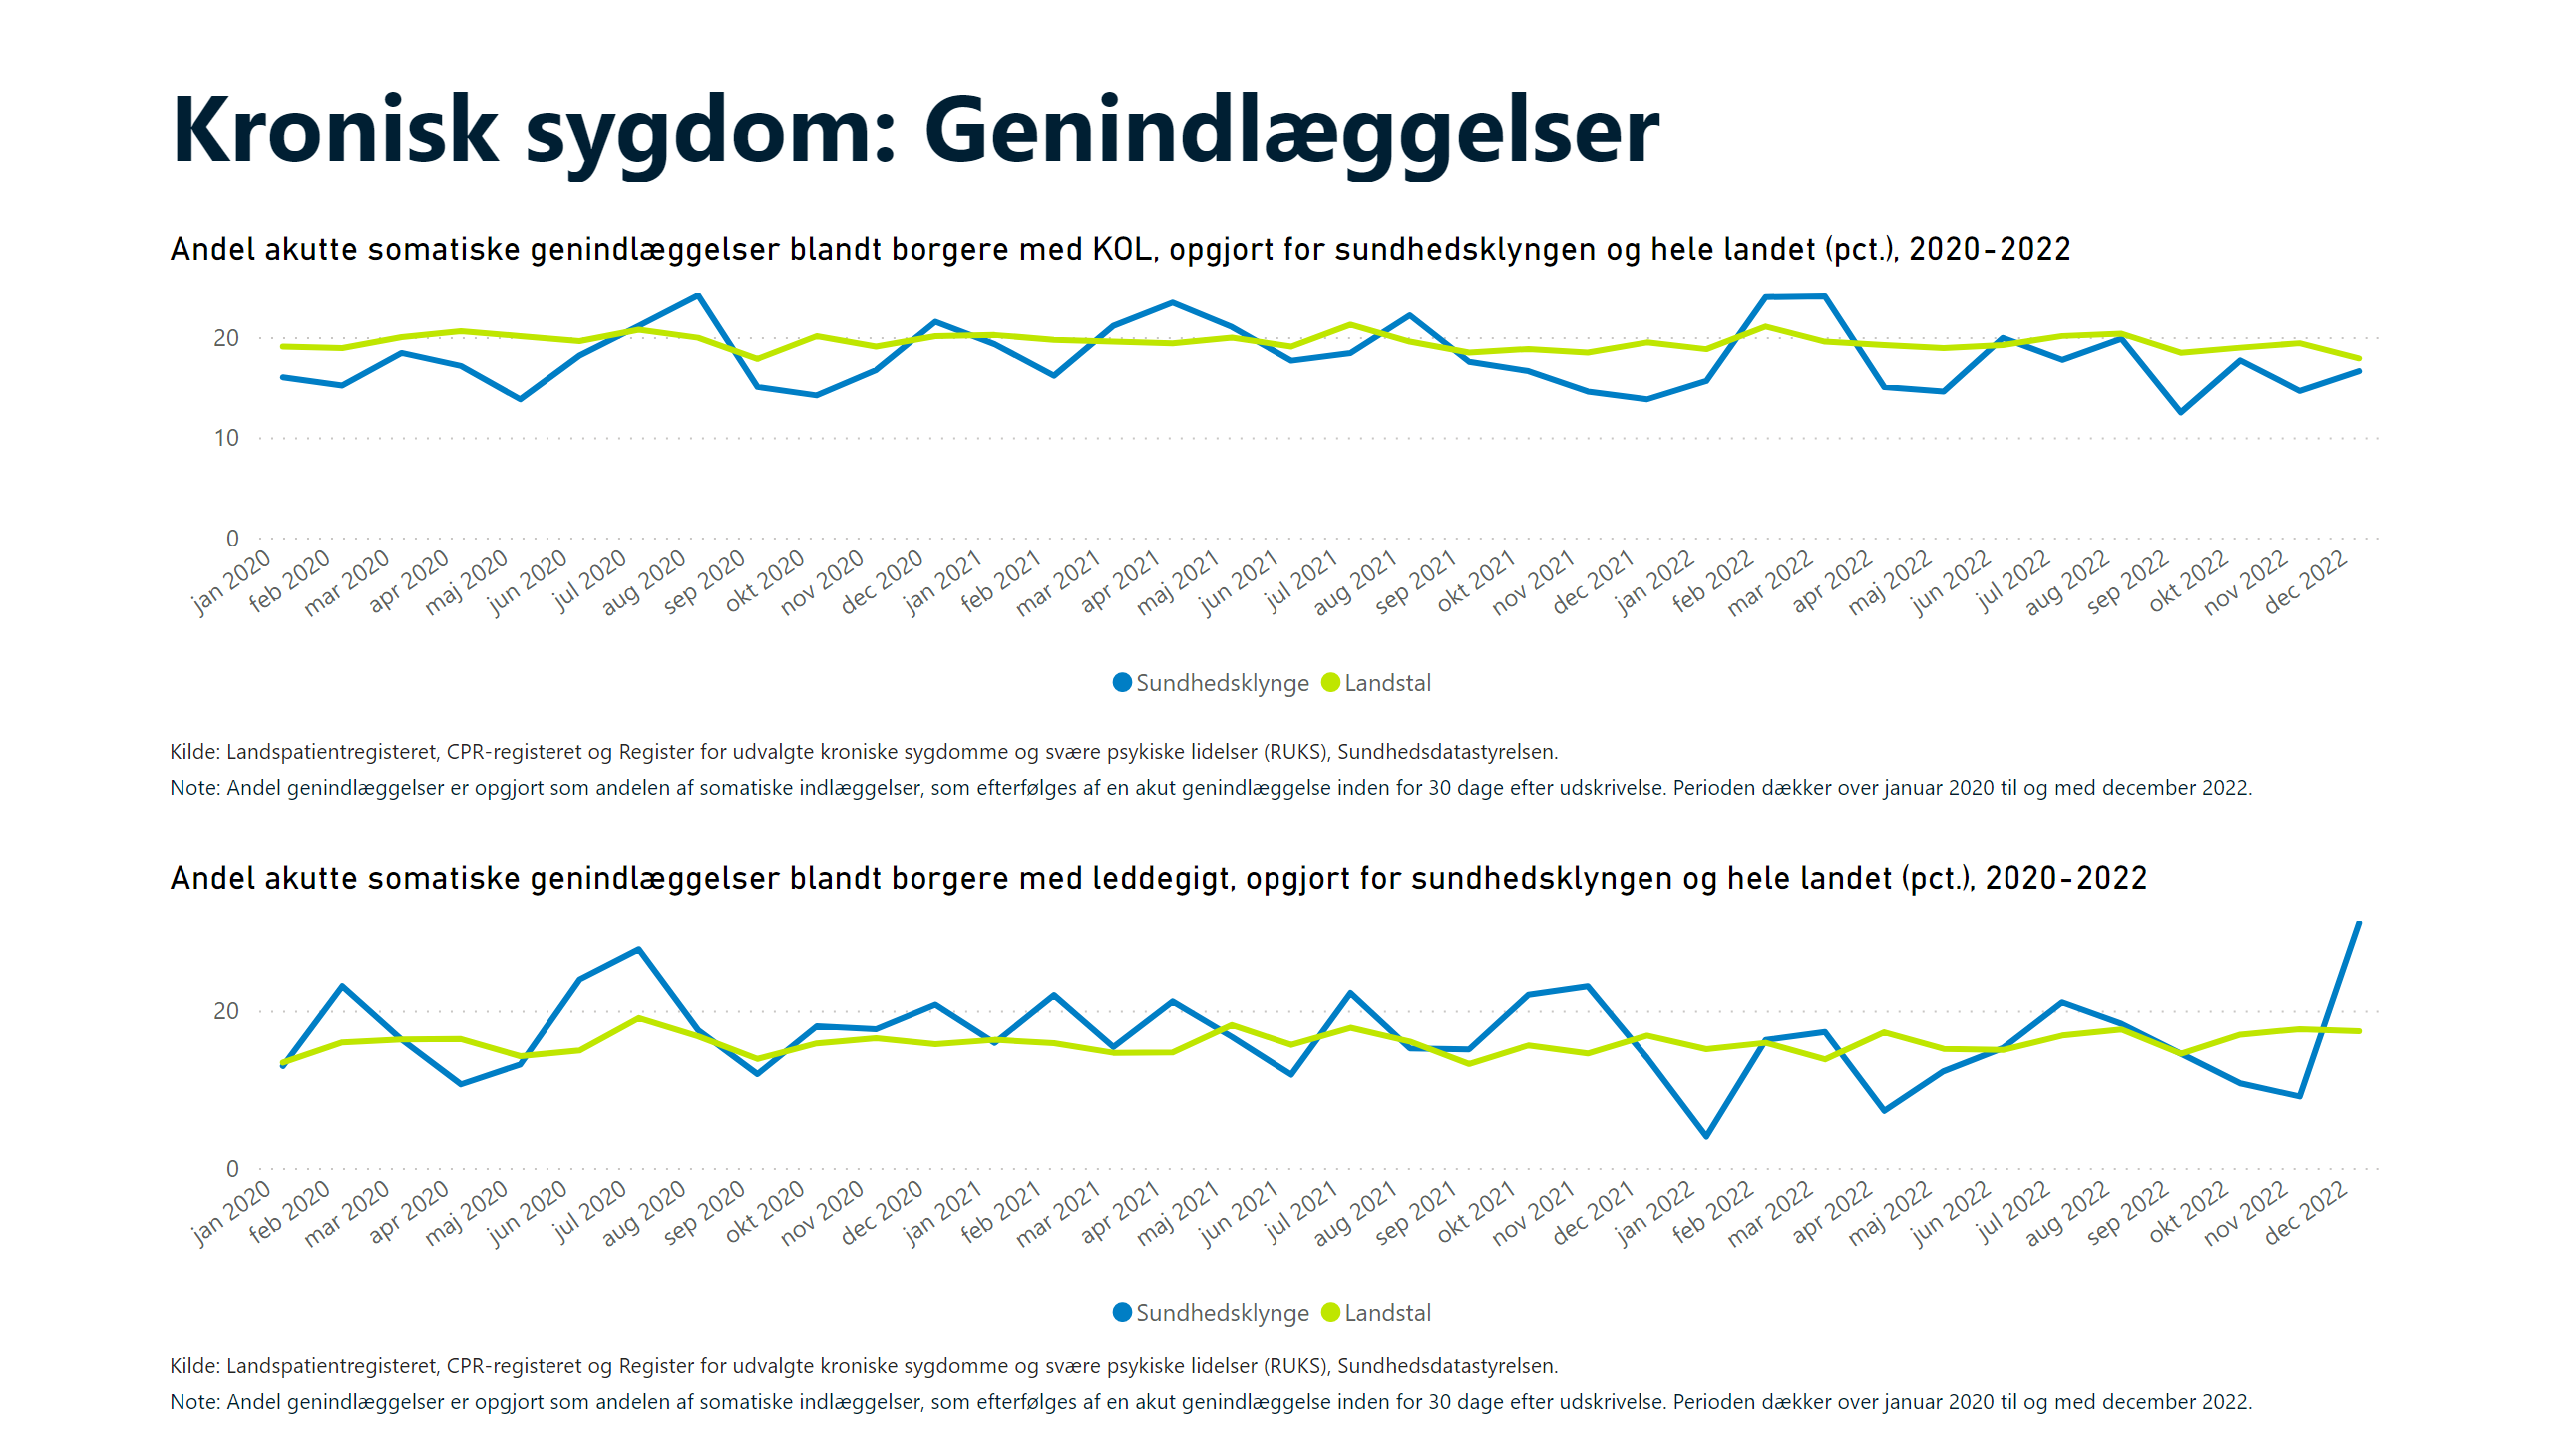 Kronisk sygdom: Genindlæggelser
Andel akutte somatiske genindlæggelser blandt borgere med KOL, opgjort for sundhedsklyngen og hele landet (pct.), 2020-2022
20
10
0
jan 2020 feb 2020 mar 2020 apr 2020 maj 2020 jun 2020 jul 2020 aug 2020 sep 2020 okt 2020 nov 2020 dec 2020 jan 2021 feb 2021 mar 2021 apr 2021 maj 2021 jun 2021 jul 2021 aug 2021 sep 2021 okt 2021 nov 2021 dec 2021 jan 2022 feb 2022 mar 2022 apr 2022 maj 2022 jun 2022 jul 2022 aug 2022 sep 2022 okt 2022 nov 2022 dec 2022
Sundhedsklynge Landstal
Kilde: Landspatientregisteret, CPR-registeret og Register for udvalgte kroniske sygdomme og svære psykiske lidelser (RUKS), Sundhedsdatastyrelsen.
Note: Andel genindlæggelser er opgjort som andelen af somatiske indlæggelser, som efterfølges af en akut genindlæggelse inden for 30 dage efter udskrivelse. Perioden dækker over januar 2020 til og med december 2022.
Andel akutte somatiske genindlæggelser blandt borgere med leddegigt, opgjort for sundhedsklyngen og hele landet (pct.), 2020-2022
20
0
jan 2020 feb 2020 mar 2020 apr 2020 maj 2020 jun 2020 jul 2020 aug 2020 sep 2020 okt 2020 nov 2020 dec 2020 jan 2021 feb 2021 mar 2021 apr 2021 maj 2021 jun 2021 jul 2021 aug 2021 sep 2021 okt 2021 nov 2021 dec 2021 jan 2022 feb 2022 mar 2022 apr 2022 maj 2022 jun 2022 jul 2022 aug 2022 sep 2022 okt 2022 nov 2022 dec 2022
Sundhedsklynge Landstal
Kilde: Landspatientregisteret, CPR-registeret og Register for udvalgte kroniske sygdomme og svære psykiske lidelser (RUKS), Sundhedsdatastyrelsen.
Note: Andel genindlæggelser er opgjort som andelen af somatiske indlæggelser, som efterfølges af en akut genindlæggelse inden for 30 dage efter udskrivelse. Perioden dækker over januar 2020 til og med december 2022.